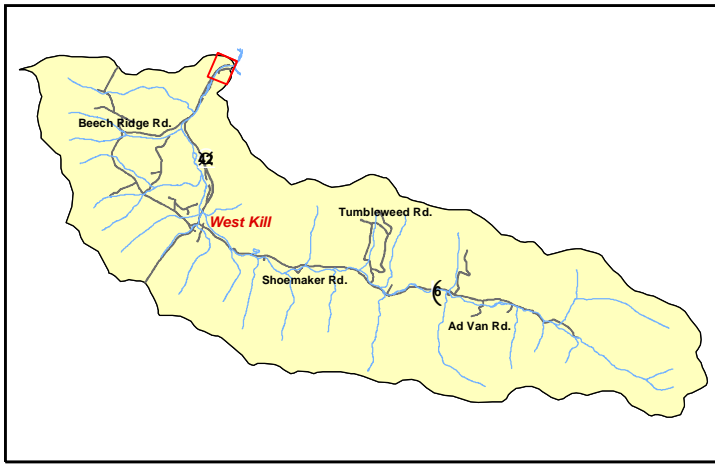 Beech Ridge Rd.
42
West Kill
Tumbleweed Rd.
Shoemaker Rd.
6
Ad Van Rd.